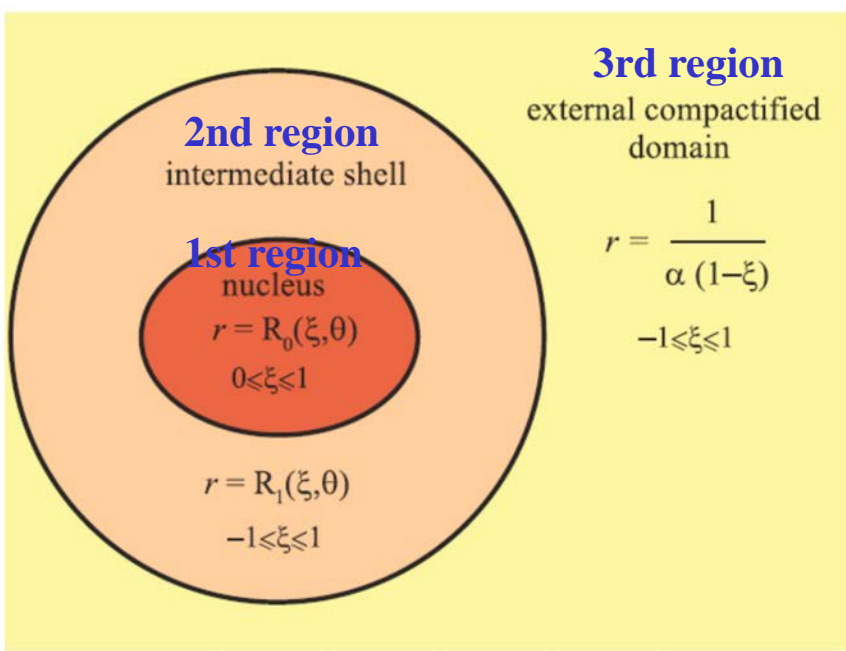 2nd region
intermediate shell
1st region
nucleus
r = R₀(ξ,θ)
0⩽ξ⩽1
r = R₁(ξ,θ)
−1⩽ξ⩽1
3rd region
external compactified
domain
r = 1 / α (1−ξ)
−1⩽ξ⩽1